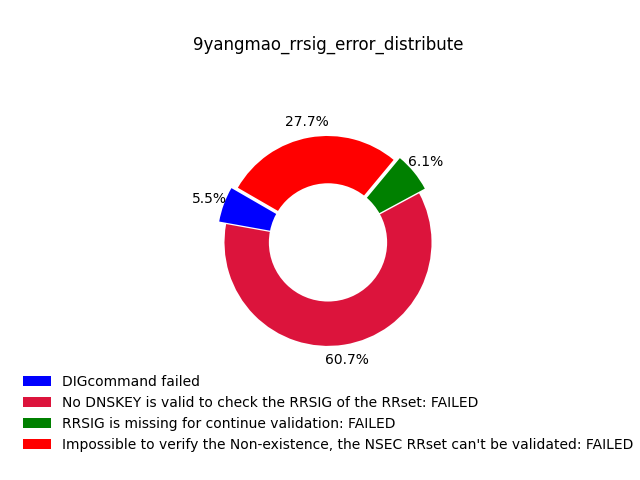 9yangmao_rrsig_error_distribute
27.7%
6.1%
5.5%
60.7%
DIGcommand failed
No DNSKEY is valid to check the RRSIG of the RRset: FAILED
RRSIG is missing for continue validation: FAILED
Impossible to verify the Non-existence, the NSEC RRset can't be validated: FAILED